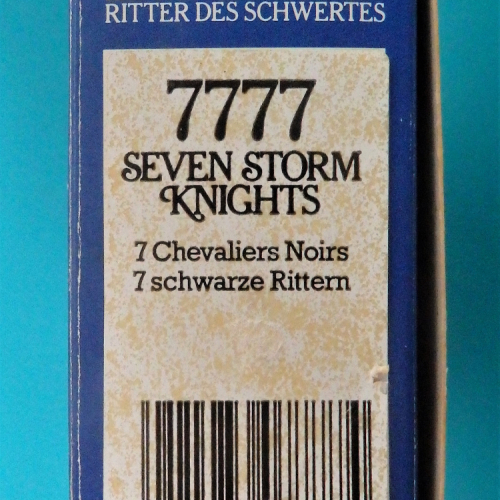 RITTER DES SCHWERTES
7777
SEVEN STORM
KNIGHTS
7 Chevaliers Noirs
7 schwarze Rittern